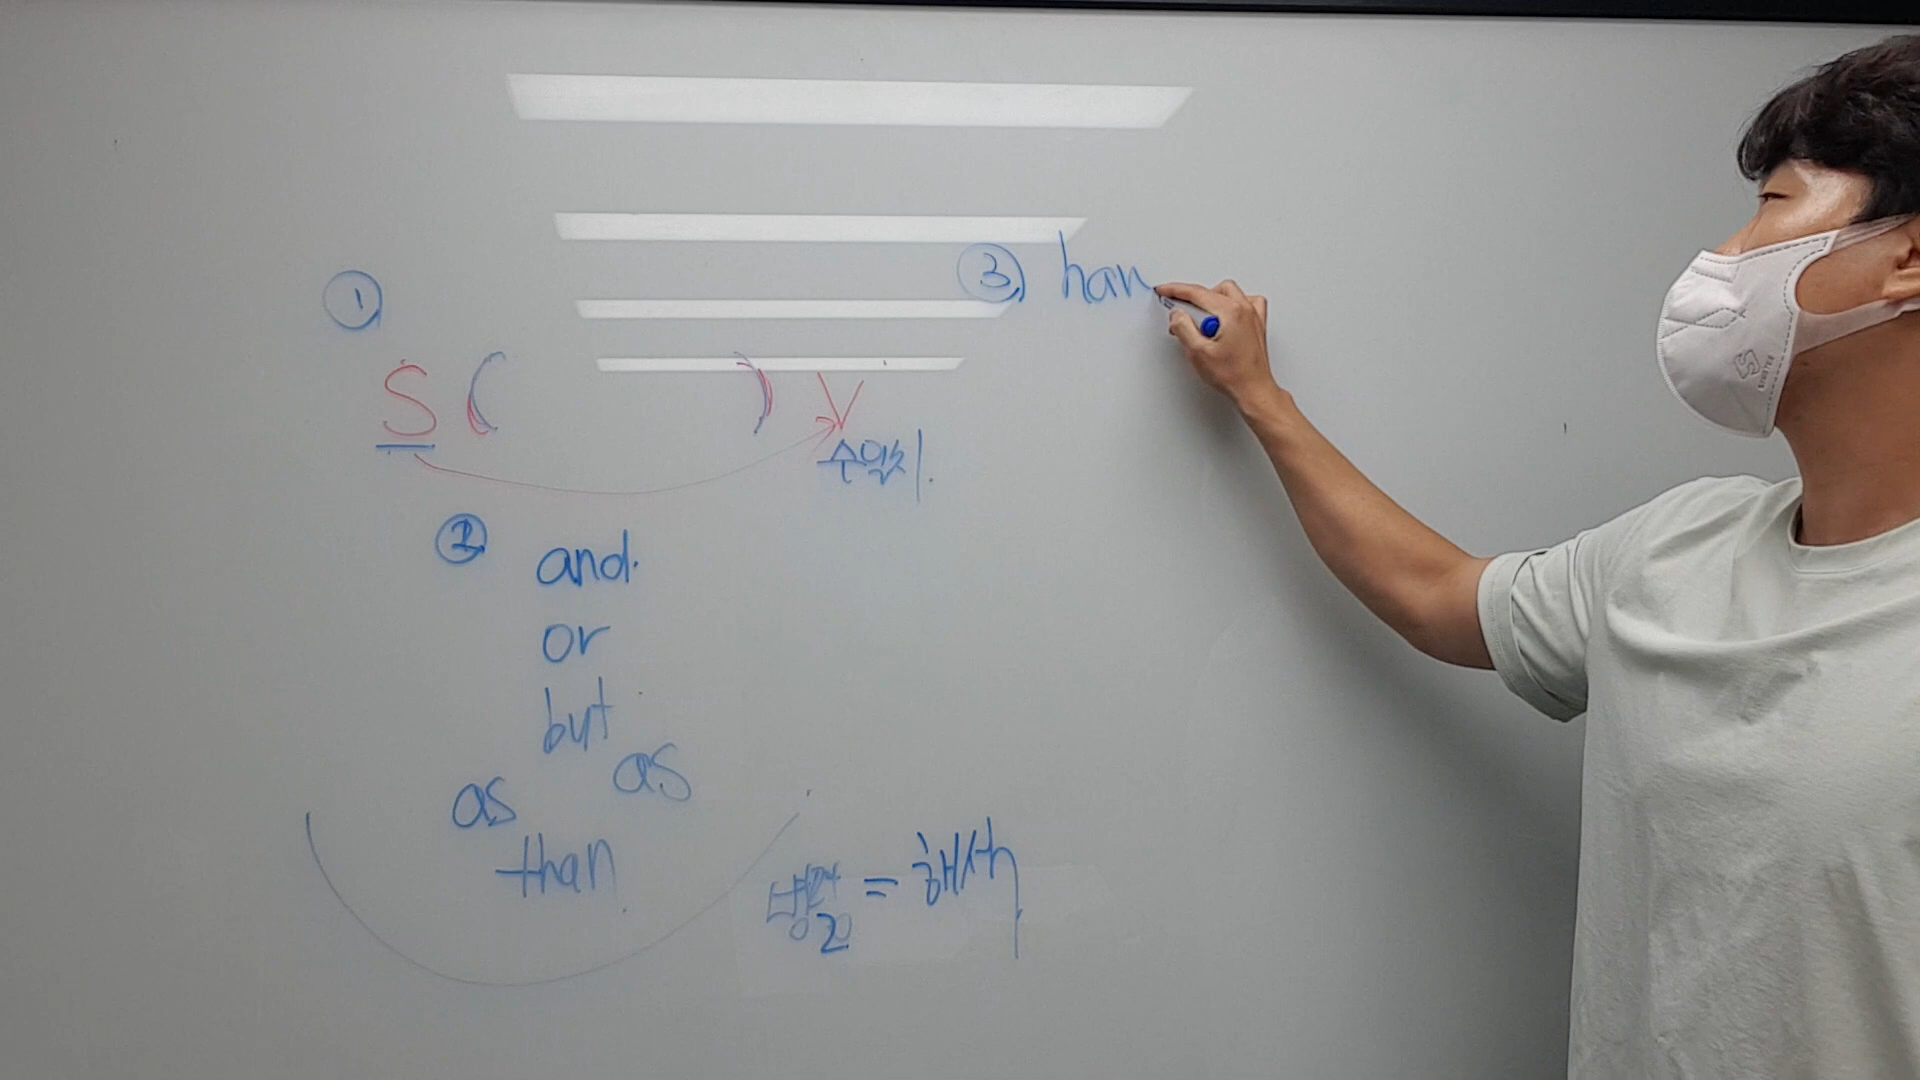 ①
S ( ) V
수일치.
②
and.
or
but
as as
than
병렬 = 해석
③ han